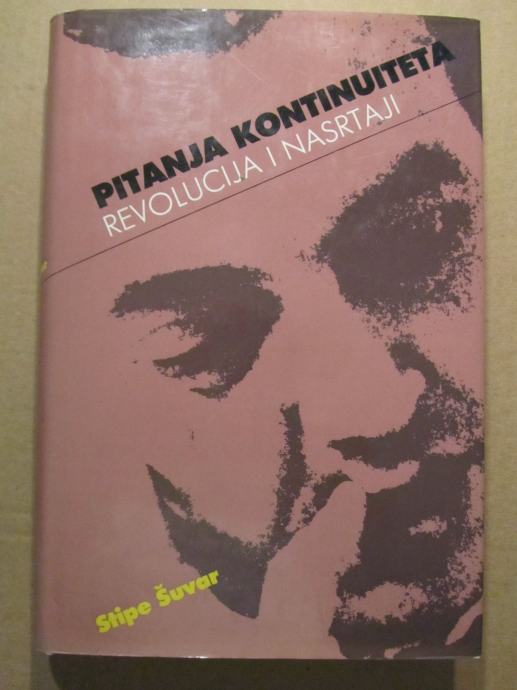 PITANJA KONTINUITETA
REVOLUCIJA I NASRTAJI
Stipe Šuvar